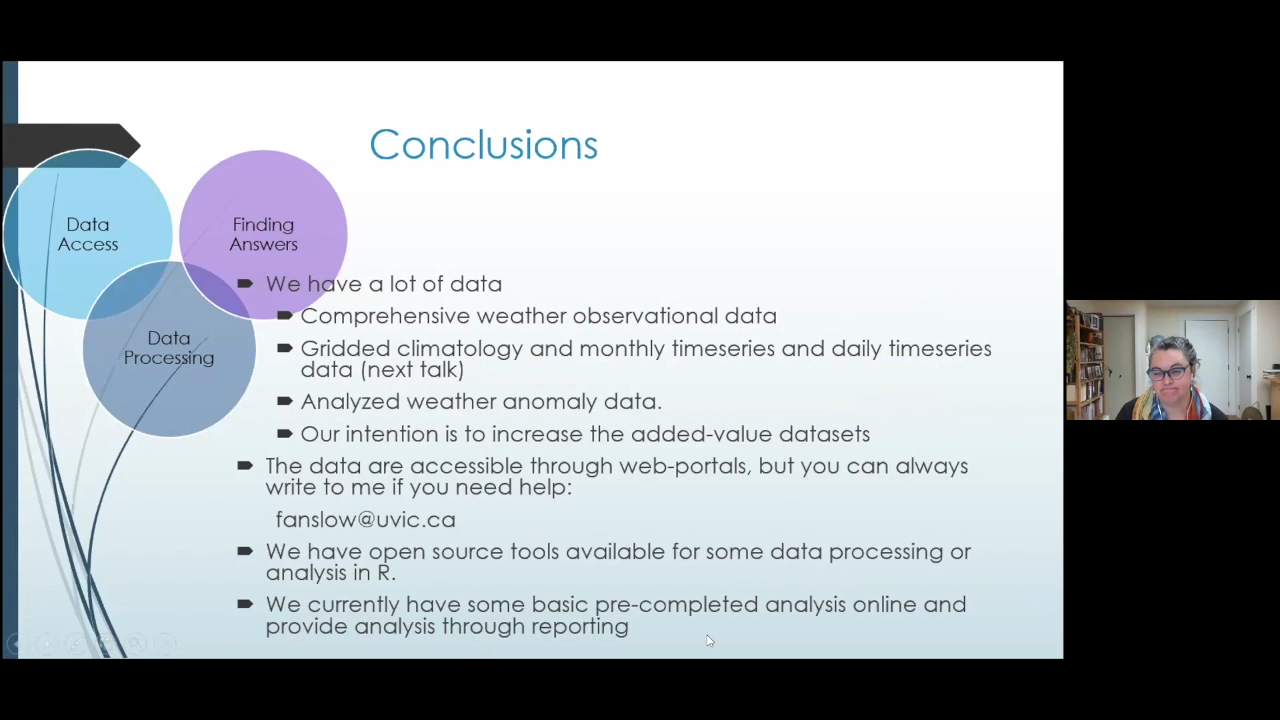 Conclusions
Data
Access
Finding
Answers
Data
Processing
We have a lot of data
Comprehensive weather observational data
Gridded climatology and monthly timeseries and daily timeseries
data (next talk)
Analyzed weather anomaly data.
Our intention is to increase the added-value datasets
The data are accessible through web-portals, but you can always
write to me if you need help:
fanslow@uvic.ca
We have open source tools available for some data processing or
analysis in R.
We currently have some basic pre-completed analysis online and
provide analysis through reporting